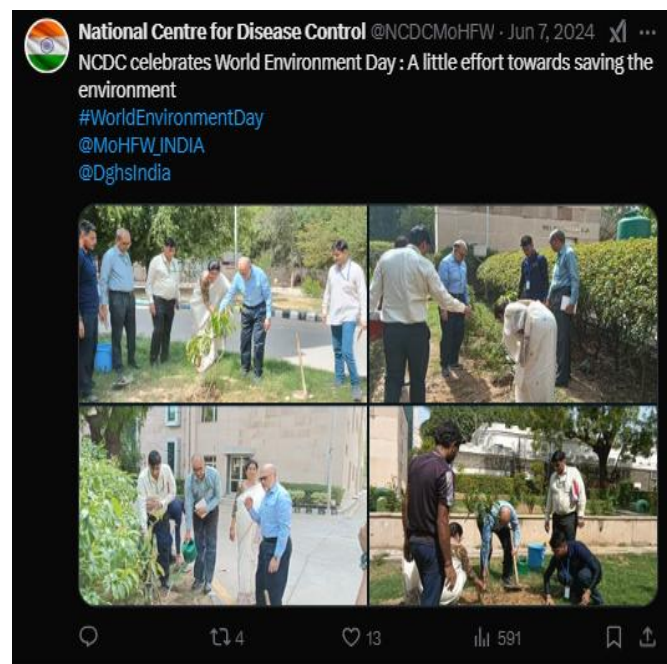 National Centre for Disease Control @NCDCMoHFW · Jun 7, 2024
NCDC celebrates World Environment Day : A little effort towards saving the
environment
#WorldEnvironmentDay
@MoHFW_INDIA
@DghsIndia
4 13 591